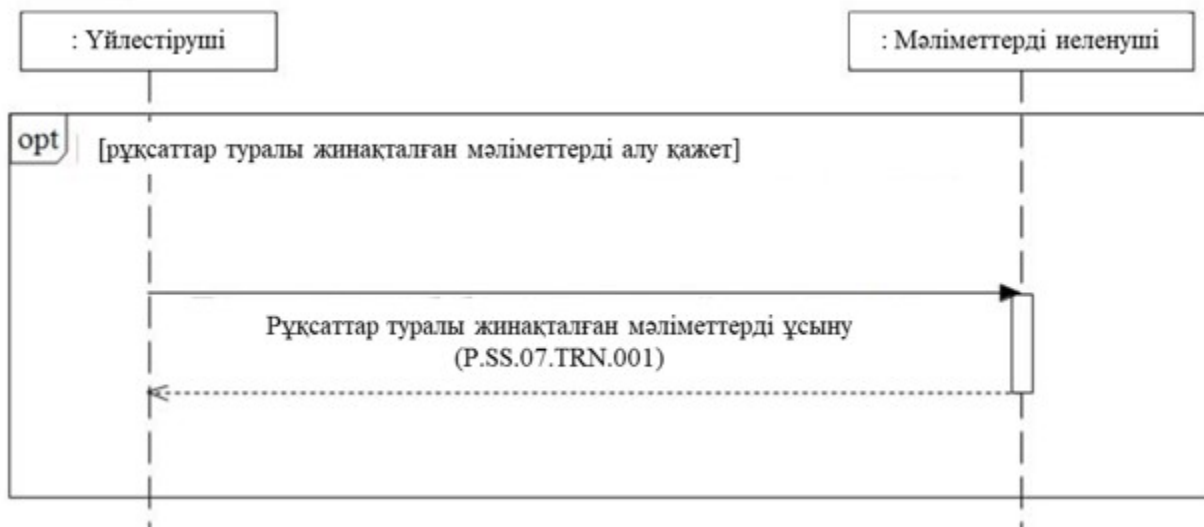 : Үйлестіруші
: Мәліметтерді иеленуші
opt
[рұқсаттар туралы жинақталған мәліметтерді алу қажет]
Рұқсаттар туралы жинақталған мәліметтерді ұсыну
(P.SS.07.TRN.001)